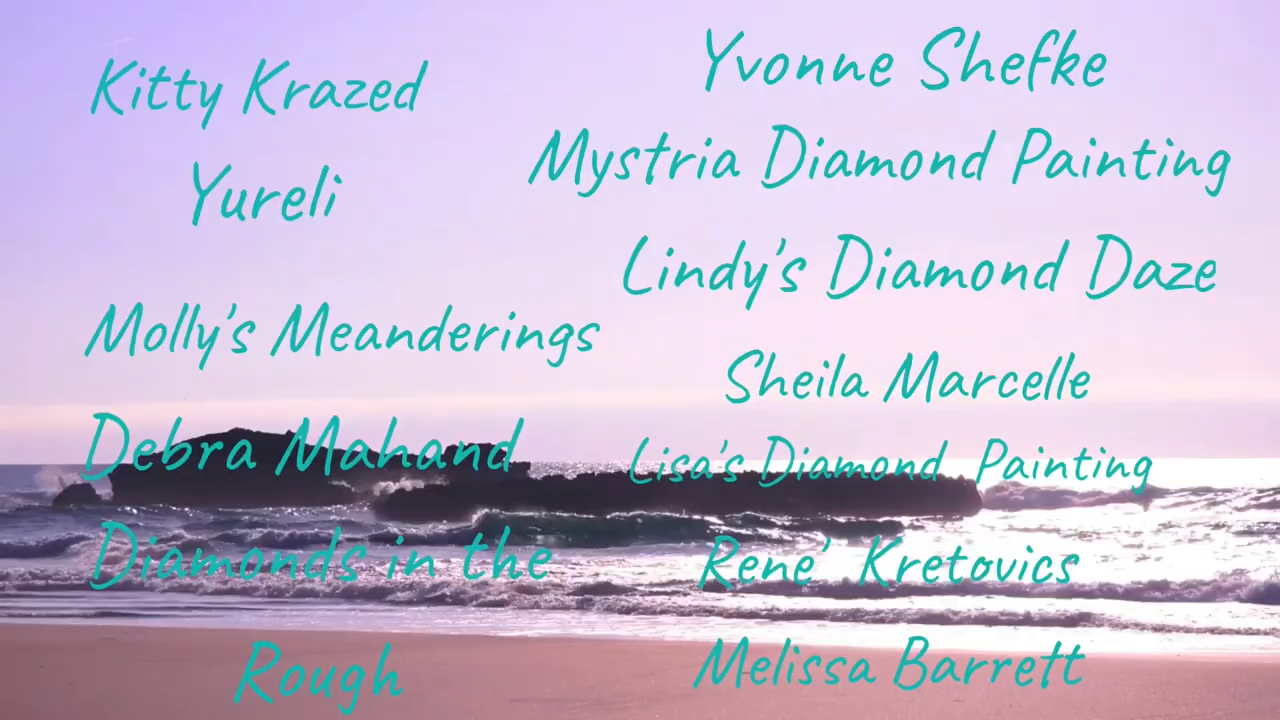 Kitty Krazed
Yureli
Molly's Meanderings
Debra Mahand
Diamonds in the
Rough
Yvonne Shefke
Mystria Diamond Painting
Lindy's Diamond Daze
Sheila Marcelle
Lisa's Diamond Painting
Rene' Kretovics
Melissa Barrett